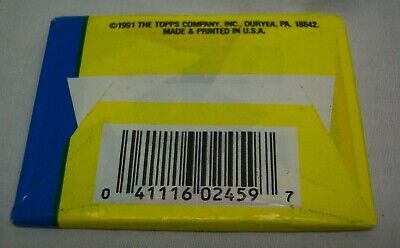 ©1991 THE TOPPS COMPANY, INC., DURYEA, PA. 18642.
MADE & PRINTED IN U.S.A.
0 41116 02459 7